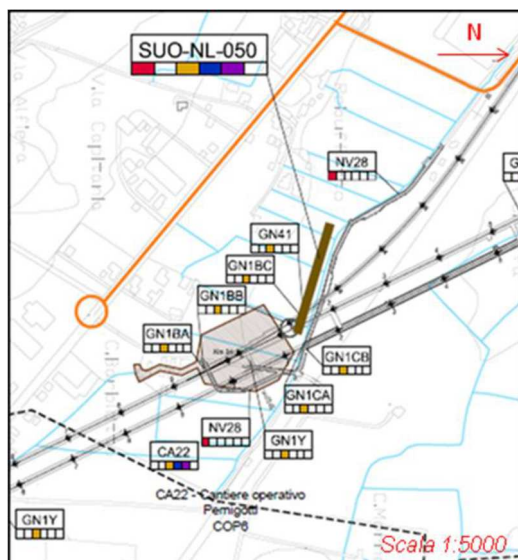 SUO-NL-050
N
NV28
GN41
GN1BC
GN1BB
GN1BA
GN1CB
GN1CA
NV28
GN1Y
CA22
CA22 - Cantiere operativo
Pernigotti
COP6
GN1Y
Scala 1:5000